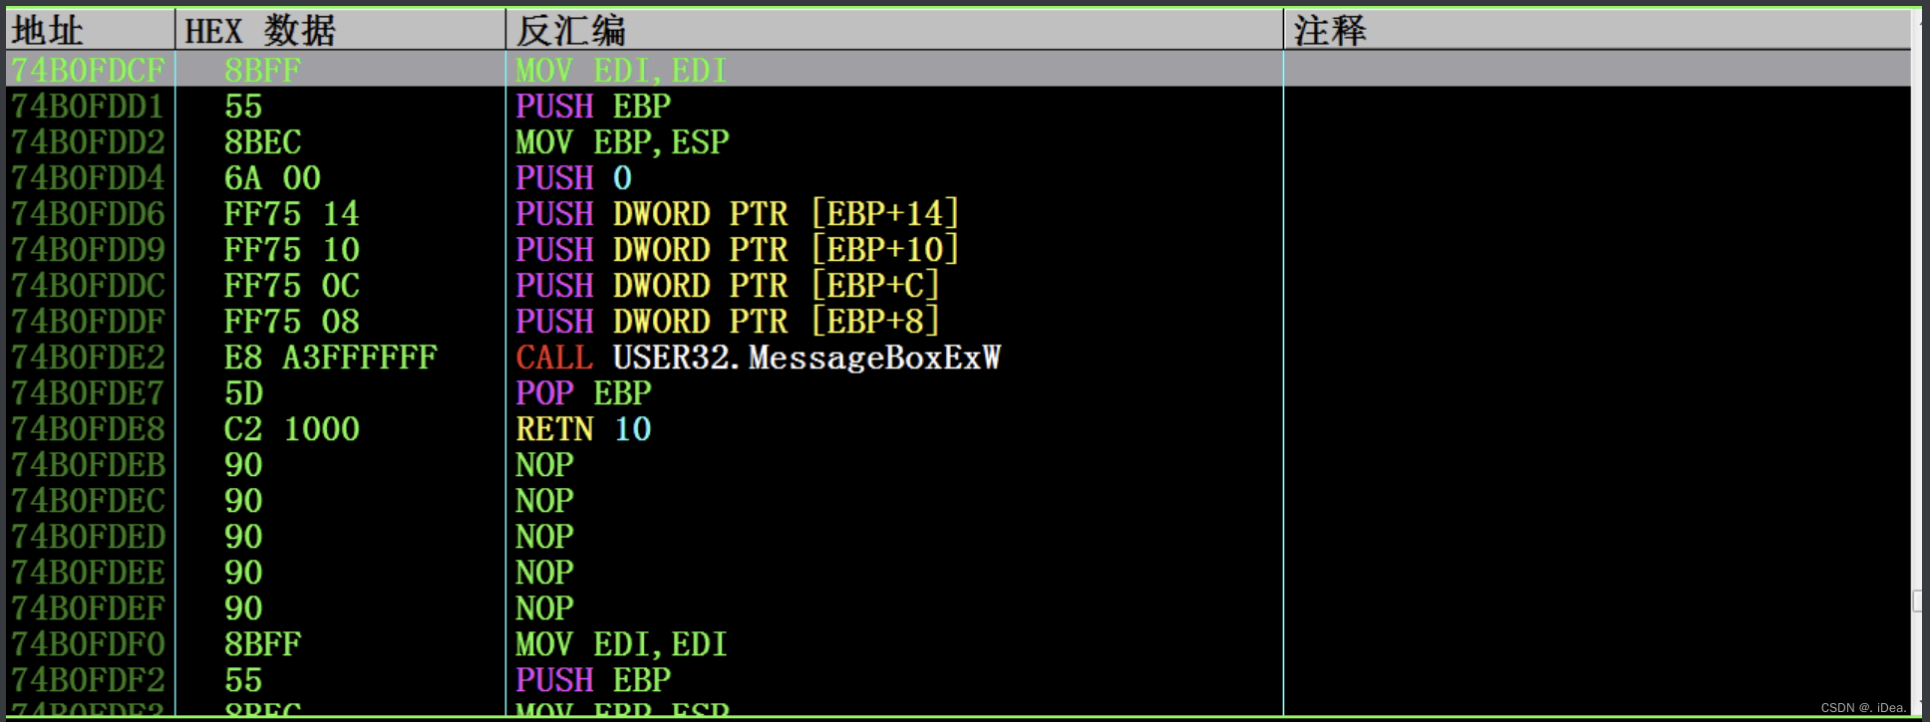 地址 HEX 数据 反汇编 注释
74B0FDCF 8BFF MOV EDI,EDI
74B0FDD1 55 PUSH EBP
74B0FDD2 8BEC MOV EBP,ESP
74B0FDD4 6A 00 PUSH 0
74B0FDD6 FF75 14 PUSH DWORD PTR [EBP+14]
74B0FDD9 FF75 10 PUSH DWORD PTR [EBP+10]
74B0FDDC FF75 0C PUSH DWORD PTR [EBP+C]
74B0FDDF FF75 08 PUSH DWORD PTR [EBP+8]
74B0FDE2 E8 A3FFFFFF CALL USER32.MessageBoxExW
74B0FDE7 5D POP EBP
74B0FDE8 C2 1000 RETN 10
74B0FDEB 90 NOP
74B0FDEC 90 NOP
74B0FDED 90 NOP
74B0FDEE 90 NOP
74B0FDEF 90 NOP
74B0FDF0 8BFF MOV EDI,EDI
74B0FDF2 55 PUSH EBP
74B0FDF3 8BEC MOV EBP,ESP
CSDN @. iDea.